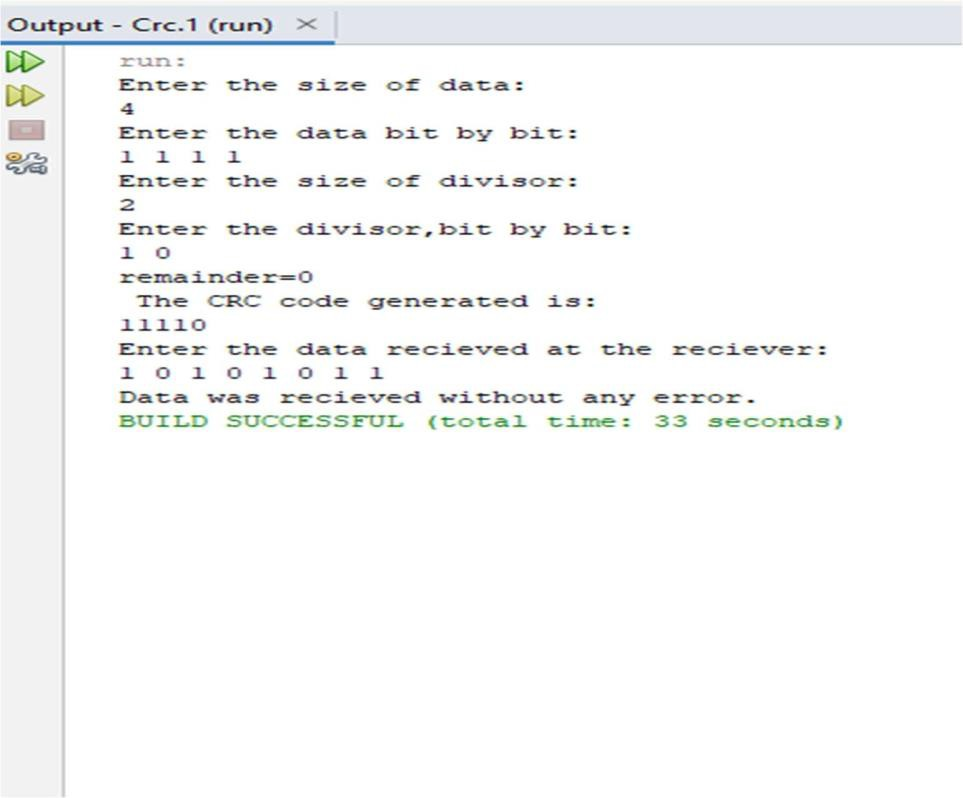 Output - Crc.1 (run)
run:
Enter the size of data:
4
Enter the data bit by bit:
1 1 1 1
Enter the size of divisor:
2
Enter the divisor,bit by bit:
1 0
remainder=0
The CRC code generated is:
11110
Enter the data recieved at the reciever:
1 0 1 0 1 0 1 1
Data was recieved without any error.
BUILD SUCCESSFUL (total time: 33 seconds)